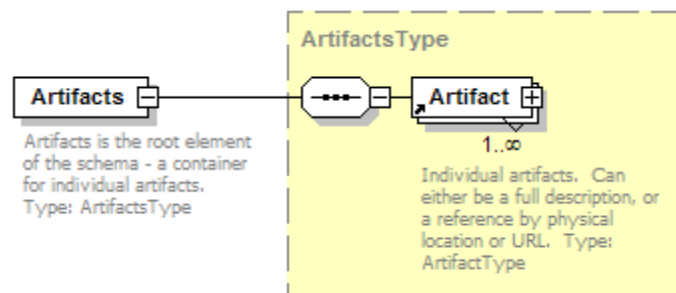 ArtifactsType
Artifacts
Artifact
1..∞
Artifacts is the root element
of the schema - a container
for individual artifacts.
Type: ArtifactsType
Individual artifacts.  Can
either be a full description, or
a reference by physical
location or URL.  Type:
ArtifactType